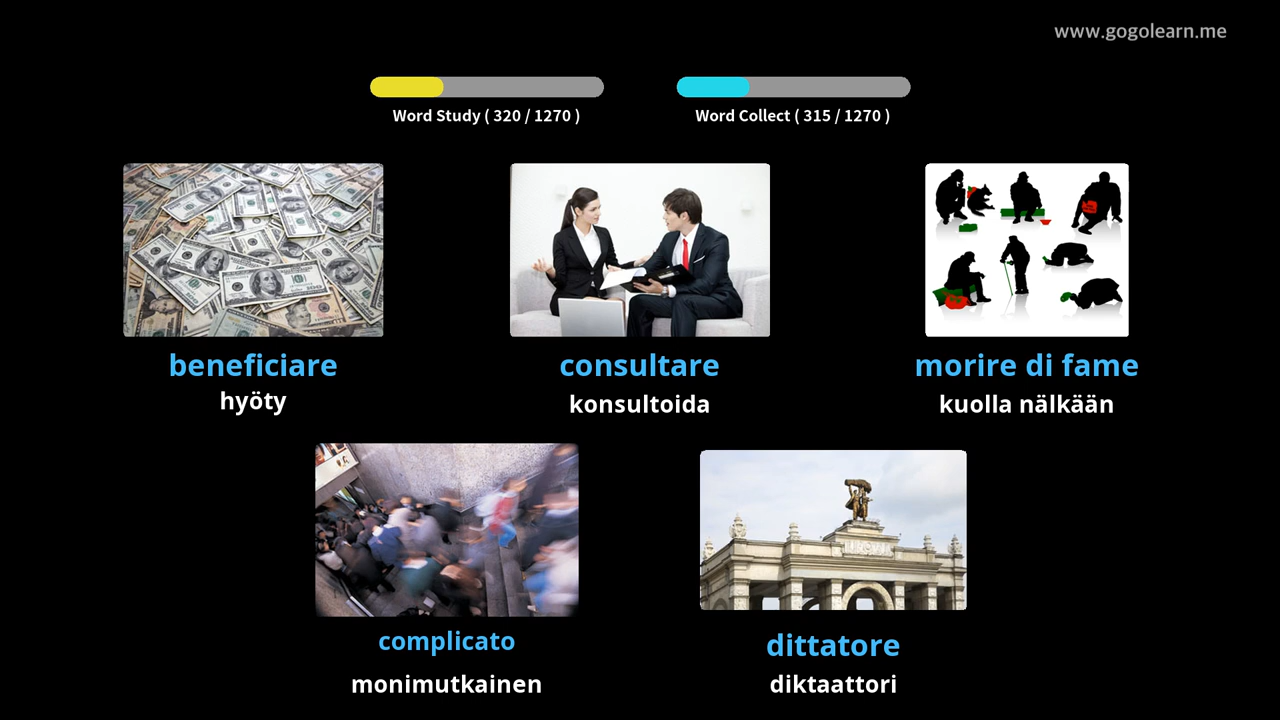 www.gogolearn.me
Word Study ( 320 / 1270 )
Word Collect ( 315 / 1270 )
beneficiare
consultare
morire di fame
hyöty
konsultoida
kuolla nälkään
complicato
dittatore
monimutkainen
diktaattori